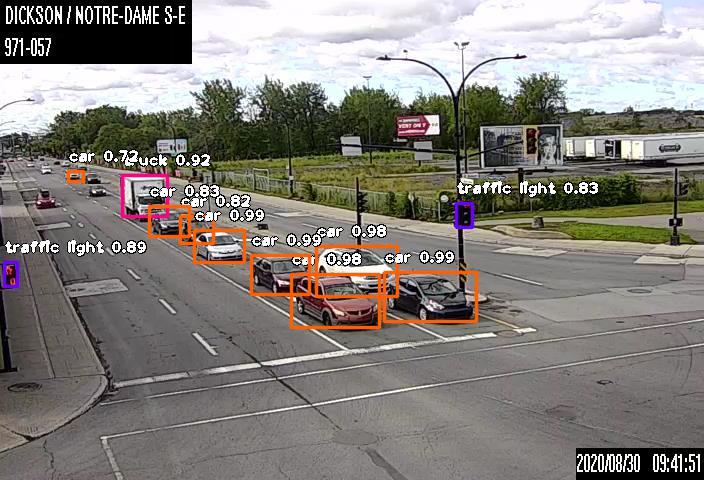 DICKSON / NOTRE-DAME S-E
971-057
car 0.72
truck 0.92
car 0.83
car 0.82
car 0.99
traffic light 0.83
traffic light 0.89
car 0.99
car 0.98
car 0.98
car 0.99
2020/08/30 09:41:51